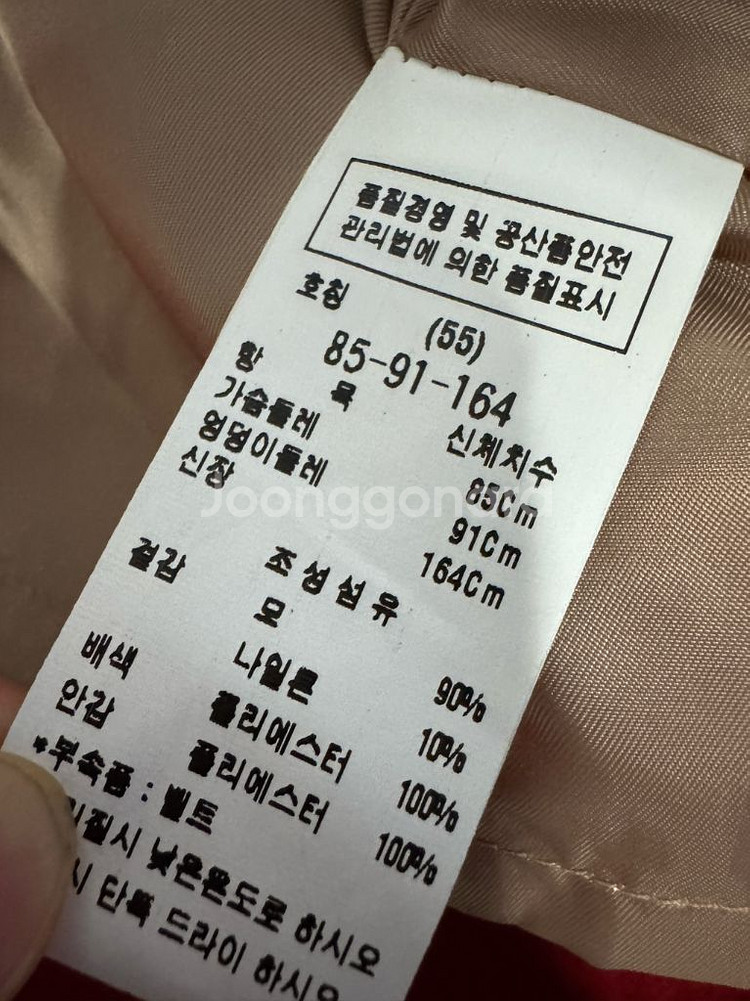 품질경영 및 공산품안전
관리법에 의한 품질표시
호칭 (55)
85-91-164
항 목 신체치수
가슴둘레 85Cm
엉덩이둘레 91Cm
신장 164Cm
조성섬유
겉감 모 90%
나일론 10%
배색 폴리에스터 100%
안감 폴리에스터 100%
*부속품 : 벨트
질시 낮은온도로 하시오
시 단독 드라이 하시오
Joonggonara